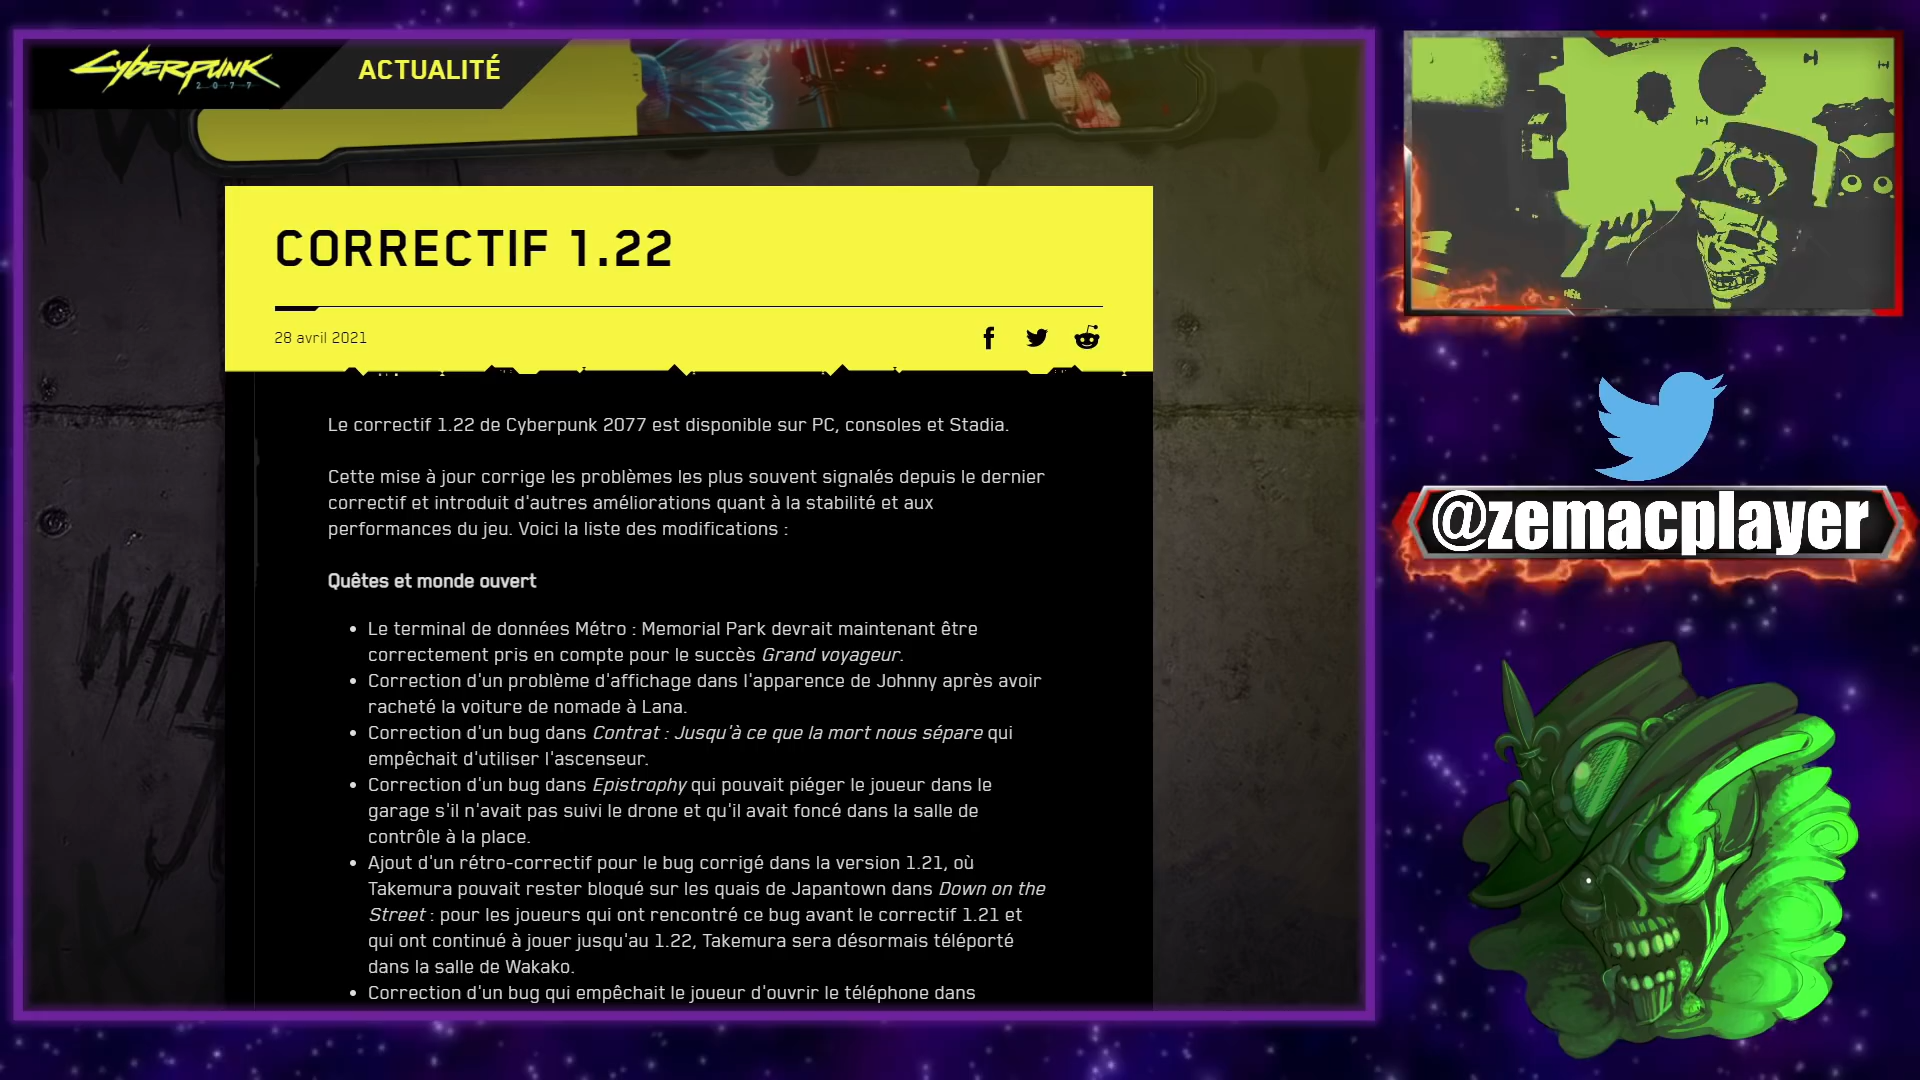 Cyberpunk
2077
ACTUALITÉ
CORRECTIF 1.22
28 avril 2021
Le correctif 1.22 de Cyberpunk 2077 est disponible sur PC, consoles et Stadia.
Cette mise à jour corrige les problèmes les plus souvent signalés depuis le dernier
correctif et introduit d'autres améliorations quant à la stabilité et aux
performances du jeu. Voici la liste des modifications :
Quêtes et monde ouvert
• Le terminal de données Métro : Memorial Park devrait maintenant être
correctement pris en compte pour le succès Grand voyageur.
• Correction d'un problème d'affichage dans l'apparence de Johnny après avoir
racheté la voiture de nomade à Lana.
• Correction d'un bug dans Contrat : Jusqu'à ce que la mort nous sépare qui
empêchait d'utiliser l'ascenseur.
• Correction d'un bug dans Epistrophy qui pouvait piéger le joueur dans le
garage s'il n'avait pas suivi le drone et qu'il avait foncé dans la salle de
contrôle à la place.
• Ajout d'un rétro-correctif pour le bug corrigé dans la version 1.21, où
Takemura pouvait rester bloqué sur les quais de Japantown dans Down on the
Street : pour les joueurs qui ont rencontré ce bug avant le correctif 1.21 et
qui ont continué à jouer jusqu'au 1.22, Takemura sera désormais téléporté
dans la salle de Wakako.
• Correction d'un bug qui empêchait le joueur d'ouvrir le téléphone dans
@zemacplayer